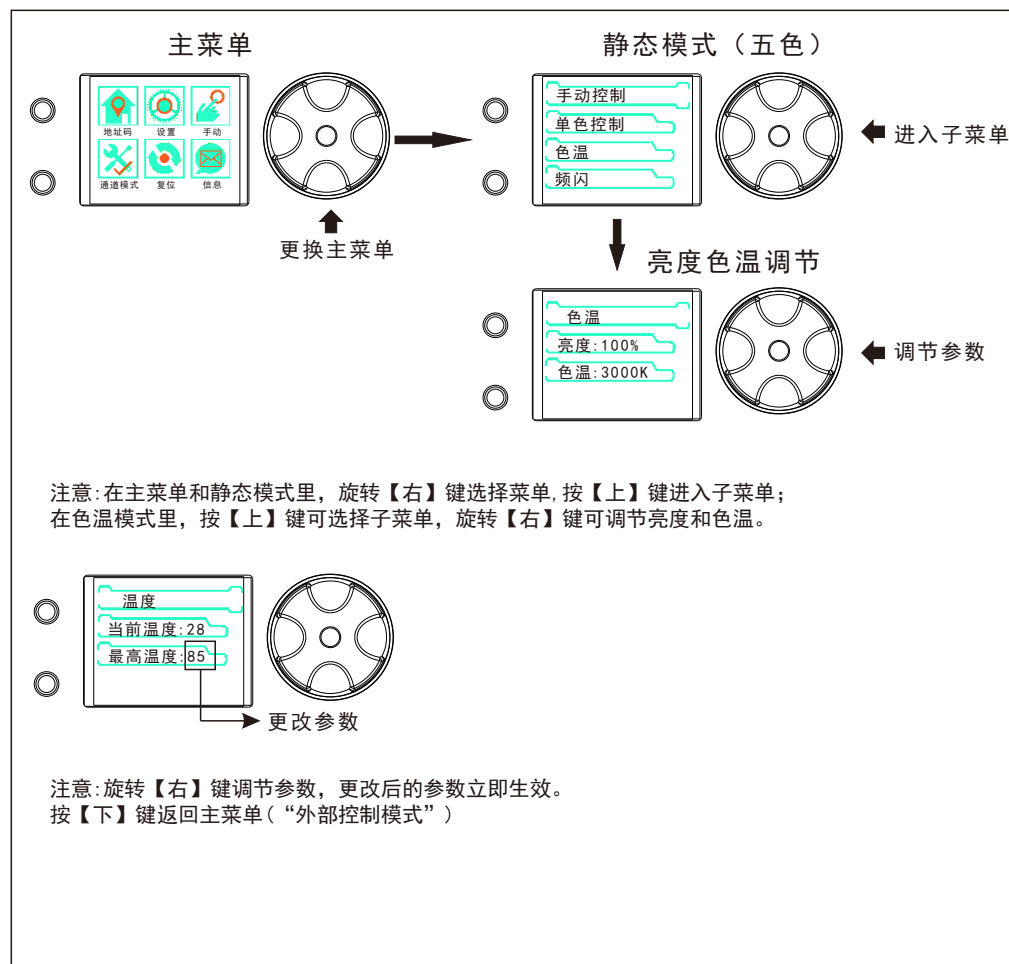 主菜单
地址码
设置
手动
通道模式
复位
信息
更换主菜单
静态模式（五色）
手动控制
单色控制
色温
频闪
进入子菜单
亮度色温调节
色温
亮度:100%
色温:3000K
调节参数
注意:在主菜单和静态模式里，旋转【右】键选择菜单,按【上】键进入子菜单；
在色温模式里，按【上】键可选择子菜单，旋转【右】键可调节亮度和色温。
温度
当前温度:28
最高温度:85
更改参数
注意:旋转【右】键调节参数，更改后的参数立即生效。
按【下】键返回主菜单(“外部控制模式”)